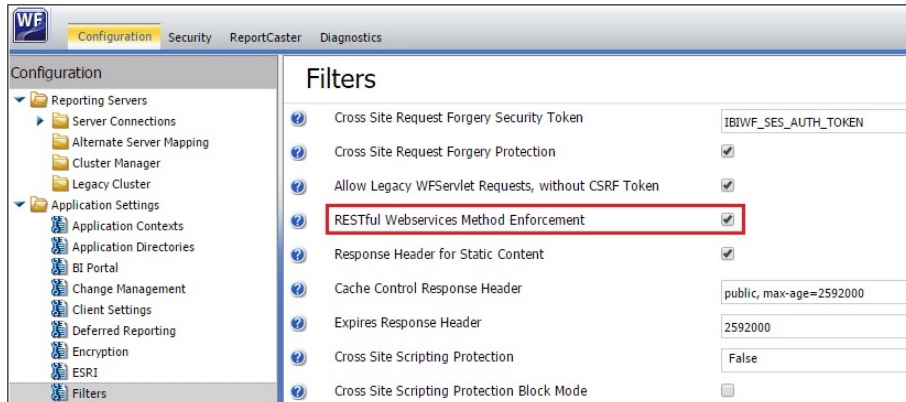 WF
Configuration Security ReportCaster Diagnostics
Configuration
Reporting Servers
Server Connections
Alternate Server Mapping
Cluster Manager
Legacy Cluster
Application Settings
Application Contexts
Application Directories
BI Portal
Change Management
Client Settings
Deferred Reporting
Encryption
ESRI
Filters
Filters
Cross Site Request Forgery Security Token IBIWF_SES_AUTH_TOKEN
Cross Site Request Forgery Protection
Allow Legacy WFServlet Requests, without CSRF Token
RESTful Webservices Method Enforcement
Response Header for Static Content
Cache Control Response Header public, max-age=2592000
Expires Response Header 2592000
Cross Site Scripting Protection False
Cross Site Scripting Protection Block Mode